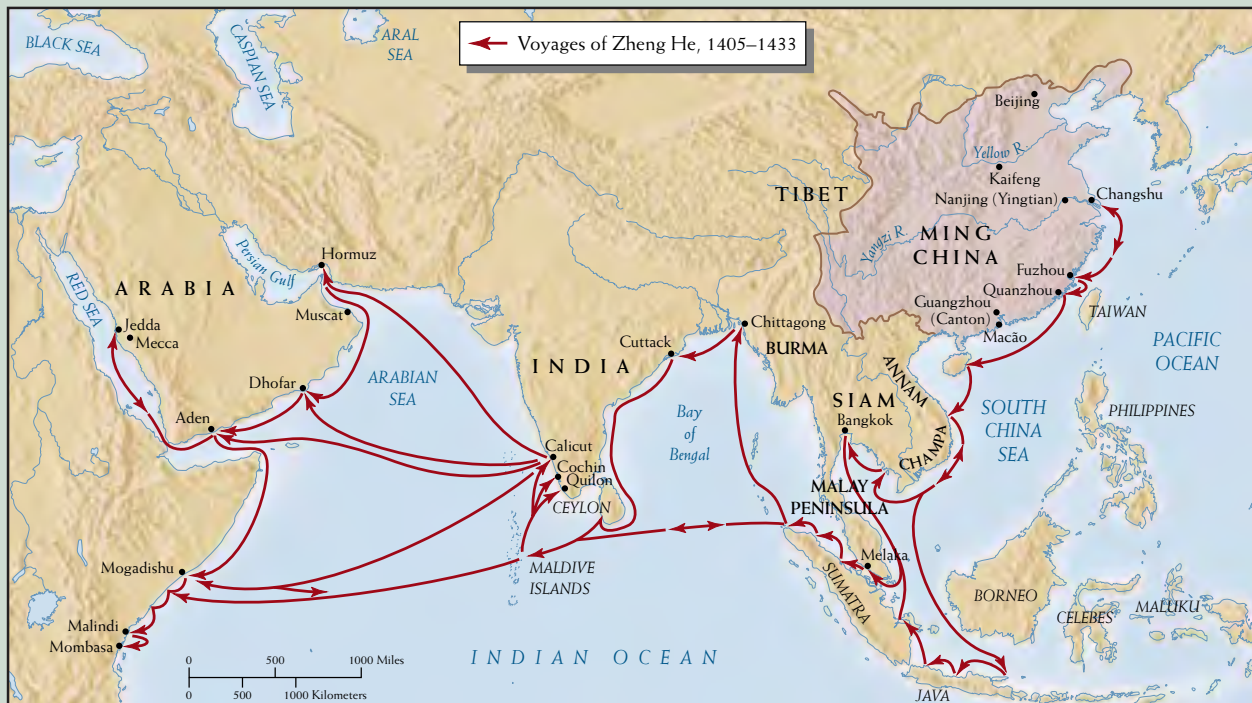 Voyages of Zheng He, 1405–1433
BLACK SEA
CASPIAN SEA
ARAL
SEA
Beijing
Yellow R.
Kaifeng
Nanjing (Yingtian)
Changshu
TIBET
Yangzi R.
MING
CHINA
Fuzhou
Quanzhou
Guangzhou
(Canton)
Macão
TAIWAN
PACIFIC
OCEAN
Hormuz
Persian Gulf
ARABIA
RED SEA
Muscat
Jedda
Mecca
Dhofar
ARABIAN
SEA
Aden
INDIA
Cuttack
Chittagong
BURMA
Bay
of
Bengal
SIAM
Bangkok
ANNAM
CHAMPA
SOUTH
CHINA
SEA
PHILIPPINES
Calicut
Cochin
Quilon
CEYLON
MALAY
PENINSULA
MALDIVE
ISLANDS
Melaka
SUMATRA
BORNEO
CELEBES
MALUKU
JAVA
Mogadishu
Malindi
Mombasa
INDIAN OCEAN
0 500 1000 Miles
0 500 1000 Kilometers